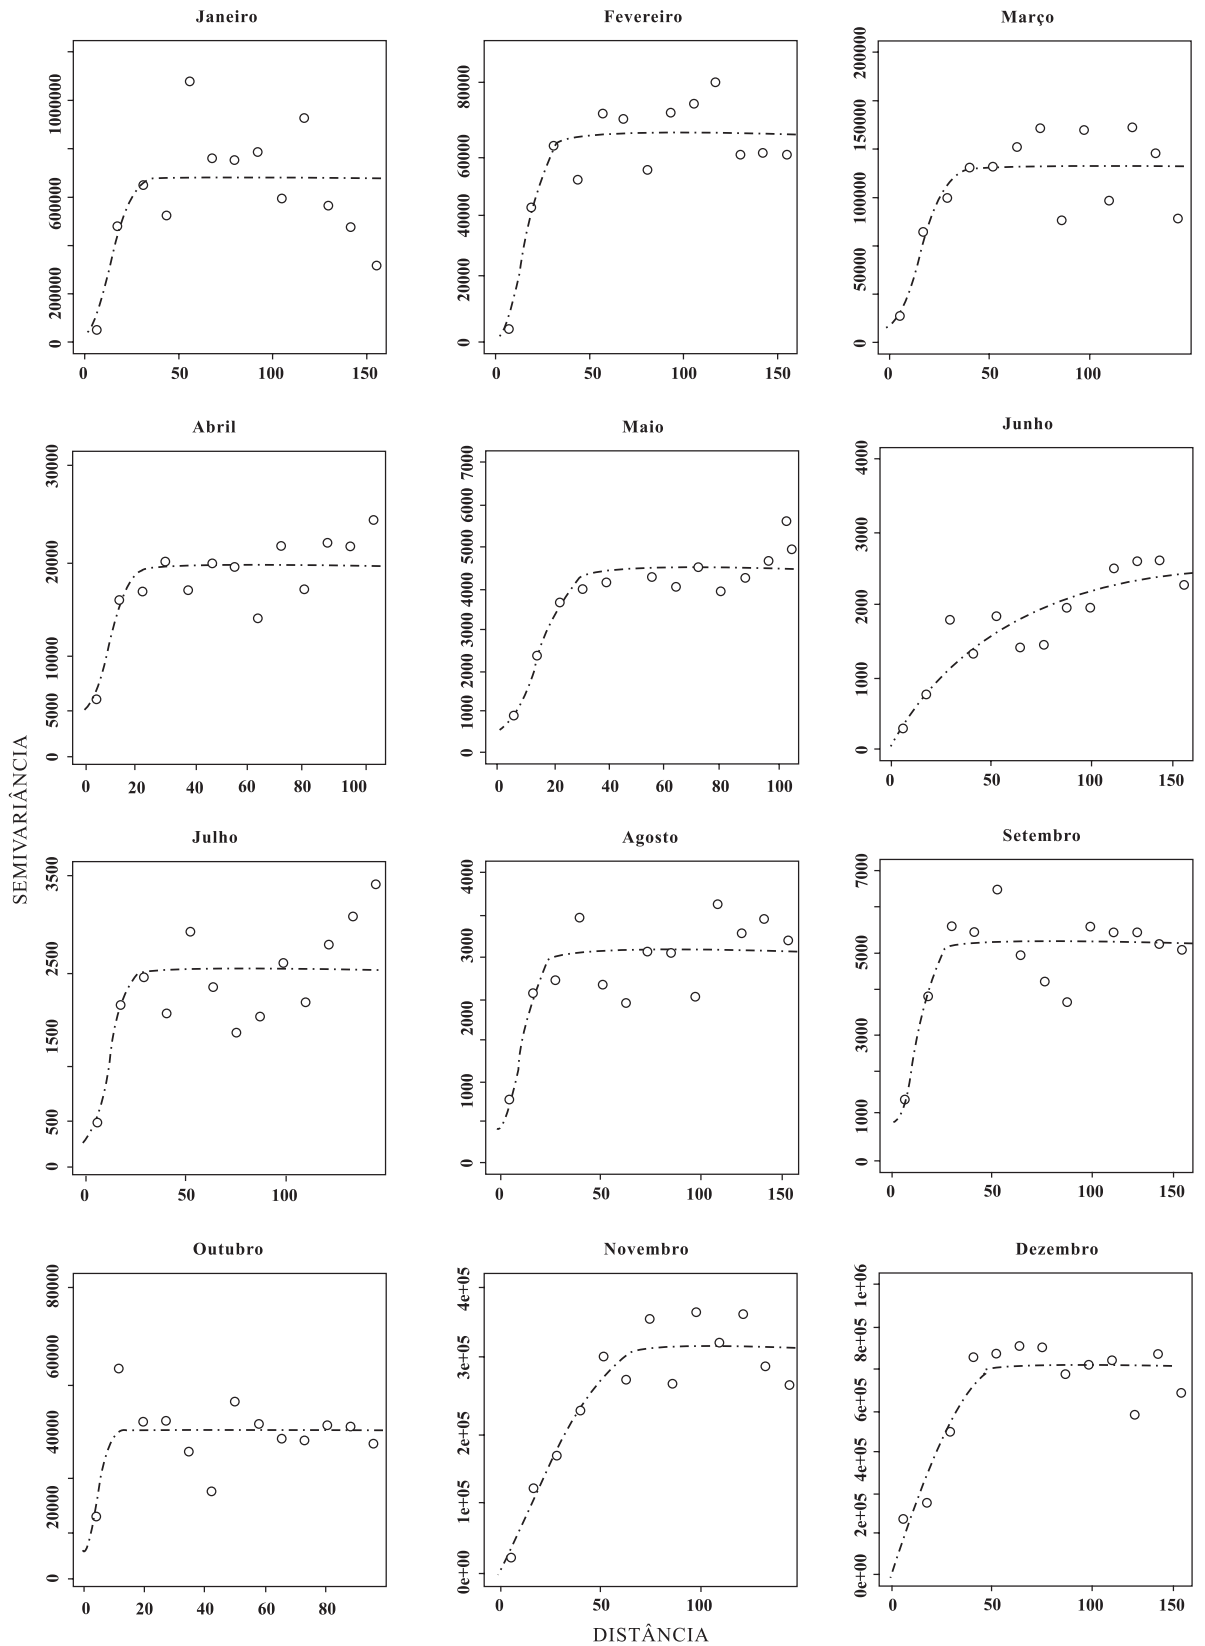 Janeiro
Fevereiro
Março
0 200000 600000 1000000
0 50 100 150
0 20000 40000 60000 80000
0 50 100 150
0 50000 100000 150000 200000
0 50 100
Abril
Maio
Junho
0 5000 10000 20000 30000
0 20 40 60 80 100
0 1000 2000 3000 4000 5000 6000 7000
0 20 40 60 80 100
0 1000 2000 3000 4000
0 50 100 150
SEMIVARIÂNCIA
Julho
Agosto
Setembro
0 500 1500 2500 3500
0 50 100
0 1000 2000 3000 4000
0 50 100 150
0 1000 3000 5000 7000
0 50 100 150
Outubro
Novembro
Dezembro
0 20000 40000 60000 80000
0 20 40 60 80
0e+00 1e+05 2e+05 3e+05 4e+05
0 50 100
0e+00 2e+05 4e+05 6e+05 8e+05 1e+06
0 50 100 150
DISTÂNCIA